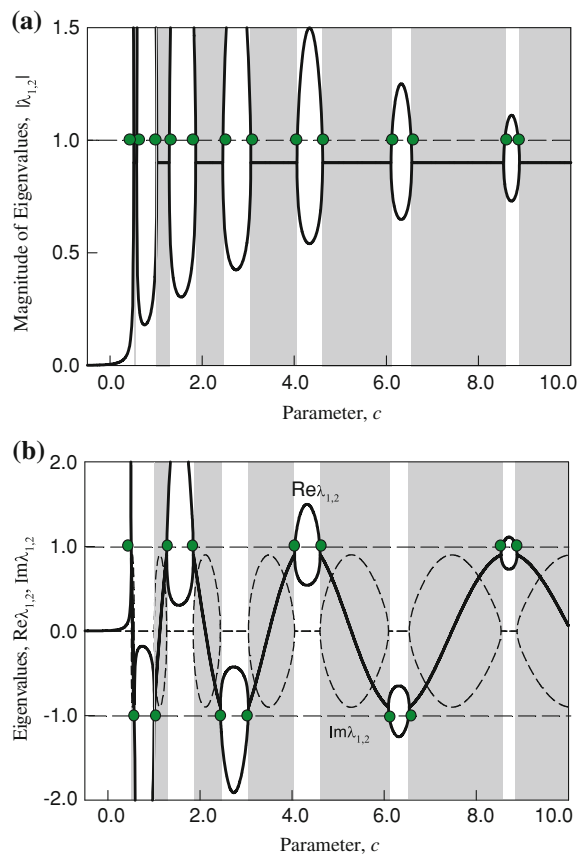 (a)
1.5
1.0
0.5
0.0
Magnitude of Eigenvalues, |λ1,2|
0.0 2.0 4.0 6.0 8.0 10.0
Parameter, c
(b)
2.0
1.0
0.0
-1.0
-2.0
Eigenvalues, Reλ1,2, Imλ1,2
Reλ1,2
Imλ1,2
0.0 2.0 4.0 6.0 8.0 10.0
Parameter, c